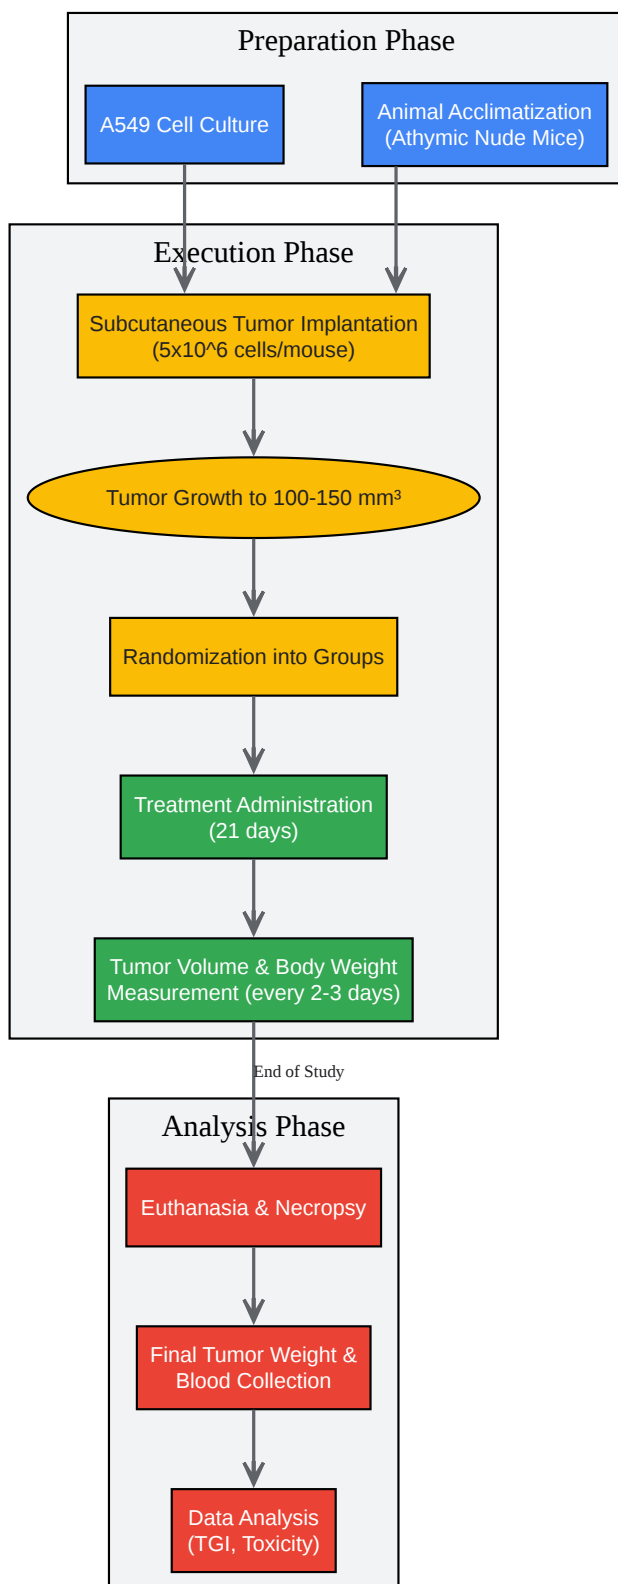 Preparation Phase
A549 Cell Culture
Animal Acclimatization
(Athymic Nude Mice)
Execution Phase
Subcutaneous Tumor Implantation
(5x10^6 cells/mouse)
Tumor Growth to 100-150 mm³
Randomization into Groups
Treatment Administration
(21 days)
Tumor Volume & Body Weight
Measurement (every 2-3 days)
End of Study
Analysis Phase
Euthanasia & Necropsy
Final Tumor Weight &
Blood Collection
Data Analysis
(TGI, Toxicity)